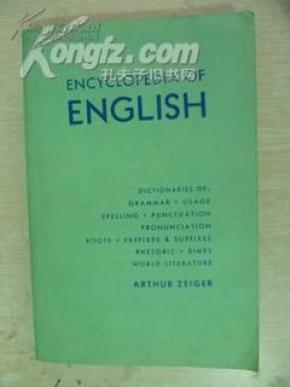 Kongfz.com
孔夫子旧书网
ENCYCLOPEDIA OF
ENGLISH
DICTIONARIES OF:
GRAMMAR • USAGE
SPELLING • PUNCTUATION
PRONUNCIATION
ROOTS • PREFIXES & SUFFIXES
RHETORIC • RIMES
WORLD LITERATURE
ARTHUR ZEIGER